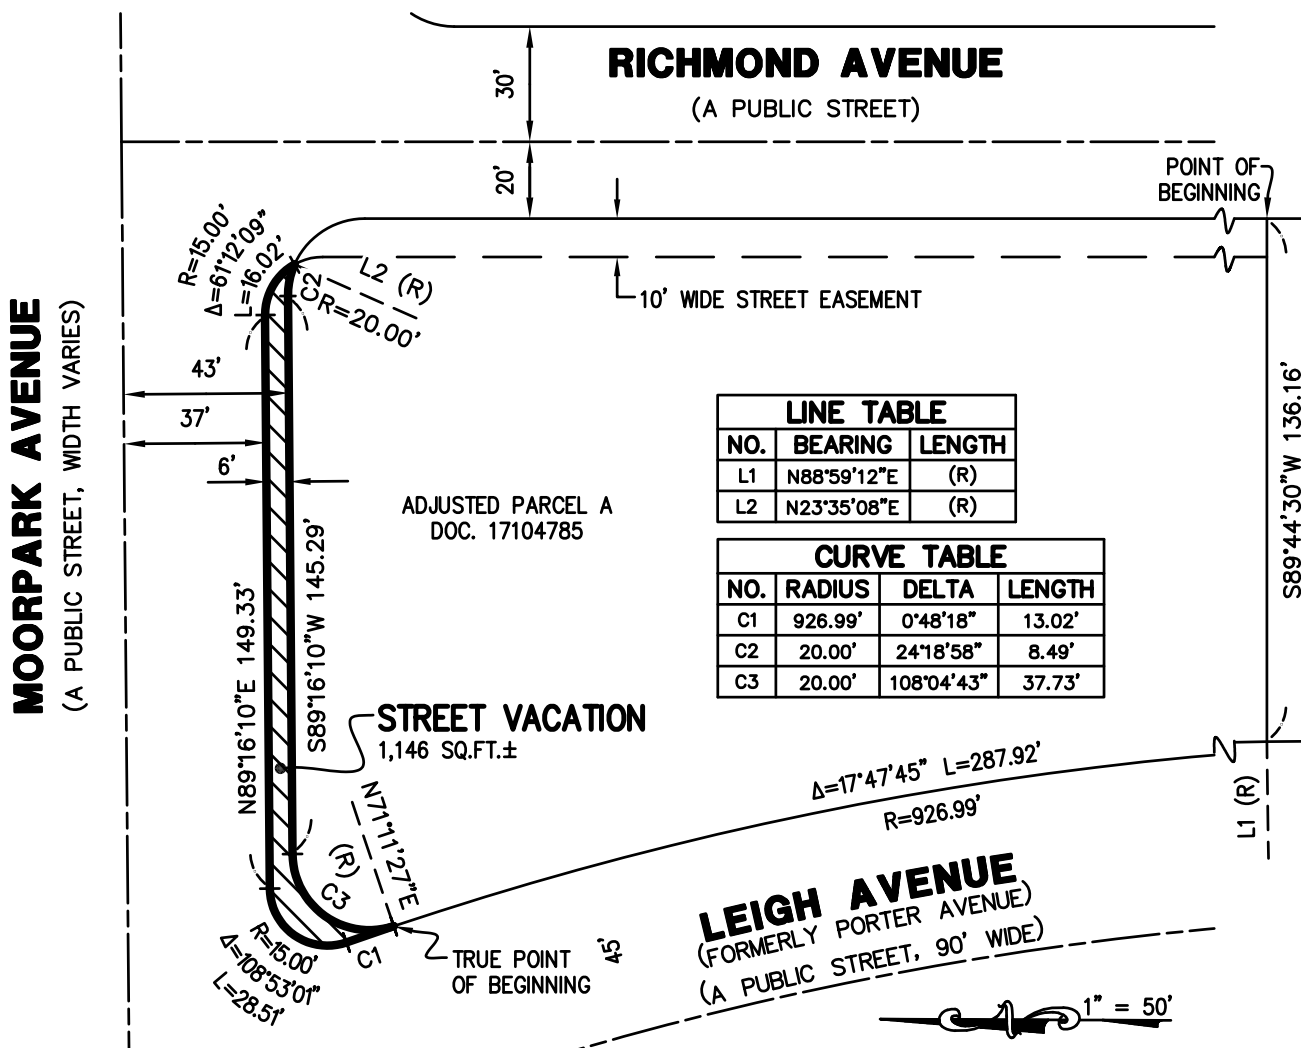 RICHMOND AVENUE
(A PUBLIC STREET)
30'
20'
POINT OF
BEGINNING
R=15.00'
Δ=61°12'09"
L=16.02'
C2
L2 (R)
R=20.00'
10' WIDE STREET EASEMENT
MOORPARK AVENUE
(A PUBLIC STREET, WIDTH VARIES)
43'
37'
6'
ADJUSTED PARCEL A
DOC. 17104785
LINE TABLE
NO. BEARING LENGTH
L1 N88°59'12"E (R)
L2 N23°35'08"E (R)
CURVE TABLE
NO. RADIUS DELTA LENGTH
C1 926.99' 0°48'18" 13.02'
C2 20.00' 24°18'58" 8.49'
C3 20.00' 108°04'43" 37.73'
S89°44'30"W 136.16'
N89°16'10"E 149.33'
S89°16'10"W 145.29'
STREET VACATION
1,146 SQ.FT.±
N71°11'27"E
(R)
C3
C1
R=15.00'
Δ=108°53'01"
L=28.51'
TRUE POINT
OF BEGINNING
45'
Δ=17°47'45" L=287.92'
R=926.99'
L1 (R)
LEIGH AVENUE
(FORMERLY PORTER AVENUE)
(A PUBLIC STREET, 90' WIDE)
1" = 50'